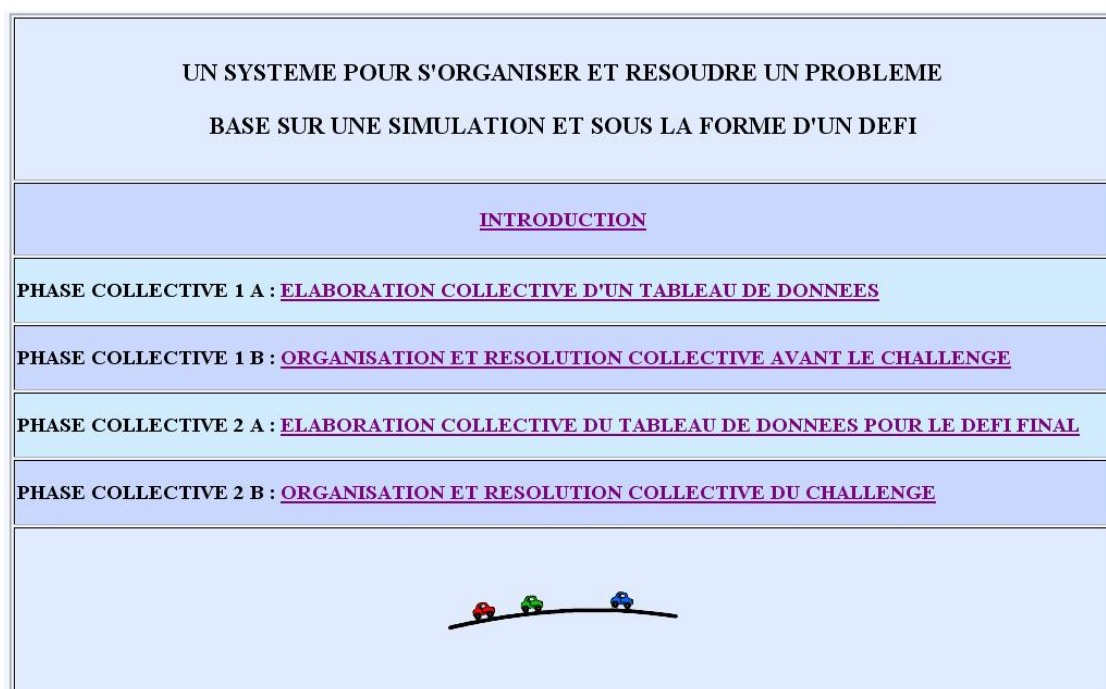 UN SYSTEME POUR S'ORGANISER ET RESOUDRE UN PROBLEME
BASE SUR UNE SIMULATION ET SOUS LA FORME D'UN DEFI
INTRODUCTION
PHASE COLLECTIVE 1 A : ELABORATION COLLECTIVE D'UN TABLEAU DE DONNEES
PHASE COLLECTIVE 1 B : ORGANISATION ET RESOLUTION COLLECTIVE AVANT LE CHALLENGE
PHASE COLLECTIVE 2 A : ELABORATION COLLECTIVE DU TABLEAU DE DONNEES POUR LE DEFI FINAL
PHASE COLLECTIVE 2 B : ORGANISATION ET RESOLUTION COLLECTIVE DU CHALLENGE